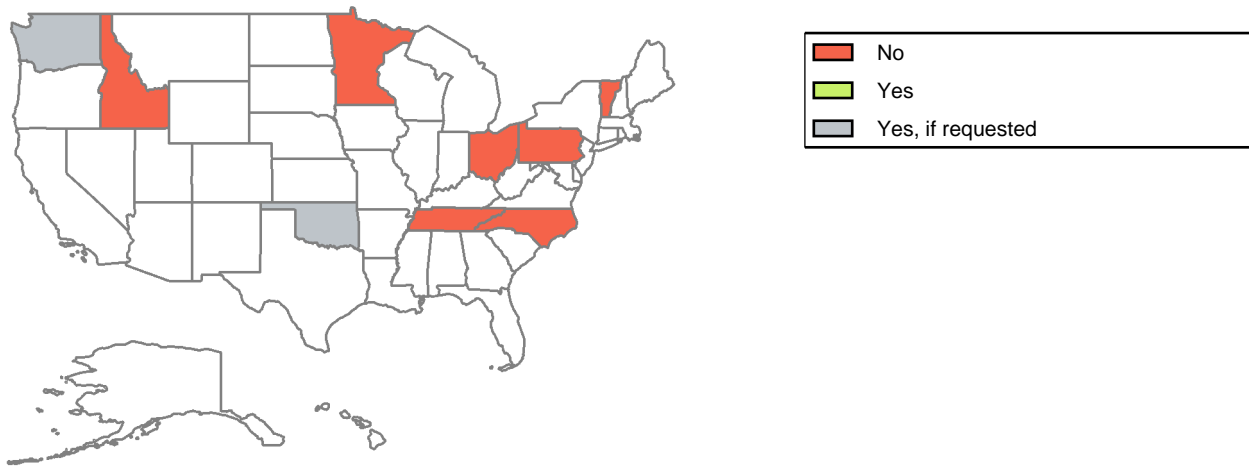 No
Yes
Yes, if requested